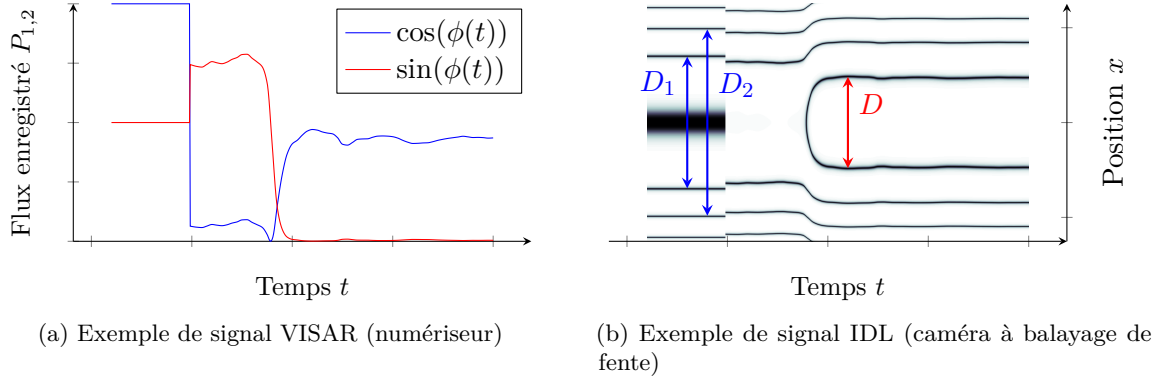 Flux enregistré P₁,₂
cos(ϕ(t))
sin(ϕ(t))
Temps t
(a) Exemple de signal VISAR (numériseur)
D₁
D₂
D
Position x
Temps t
(b) Exemple de signal IDL (caméra à balayage de
fente)